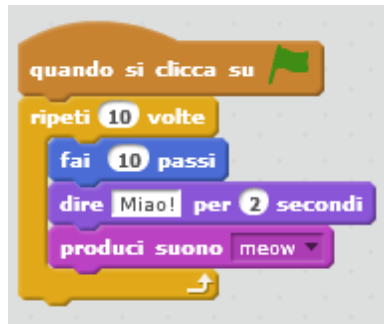 quando si clicca su
ripeti 10 volte
fai 10 passi
dire Miao! per 2 secondi
produci suono meow